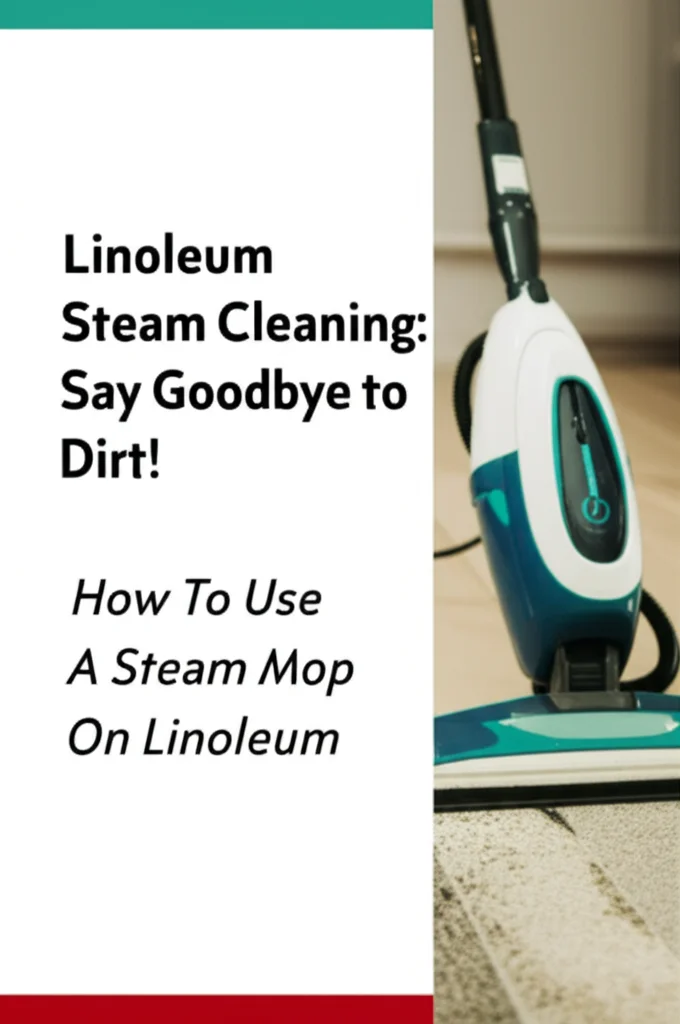 Linoleum
Steam Cleaning:
Say Goodbye to
Dirt!
How To Use
A Steam Mop
On Linoleum